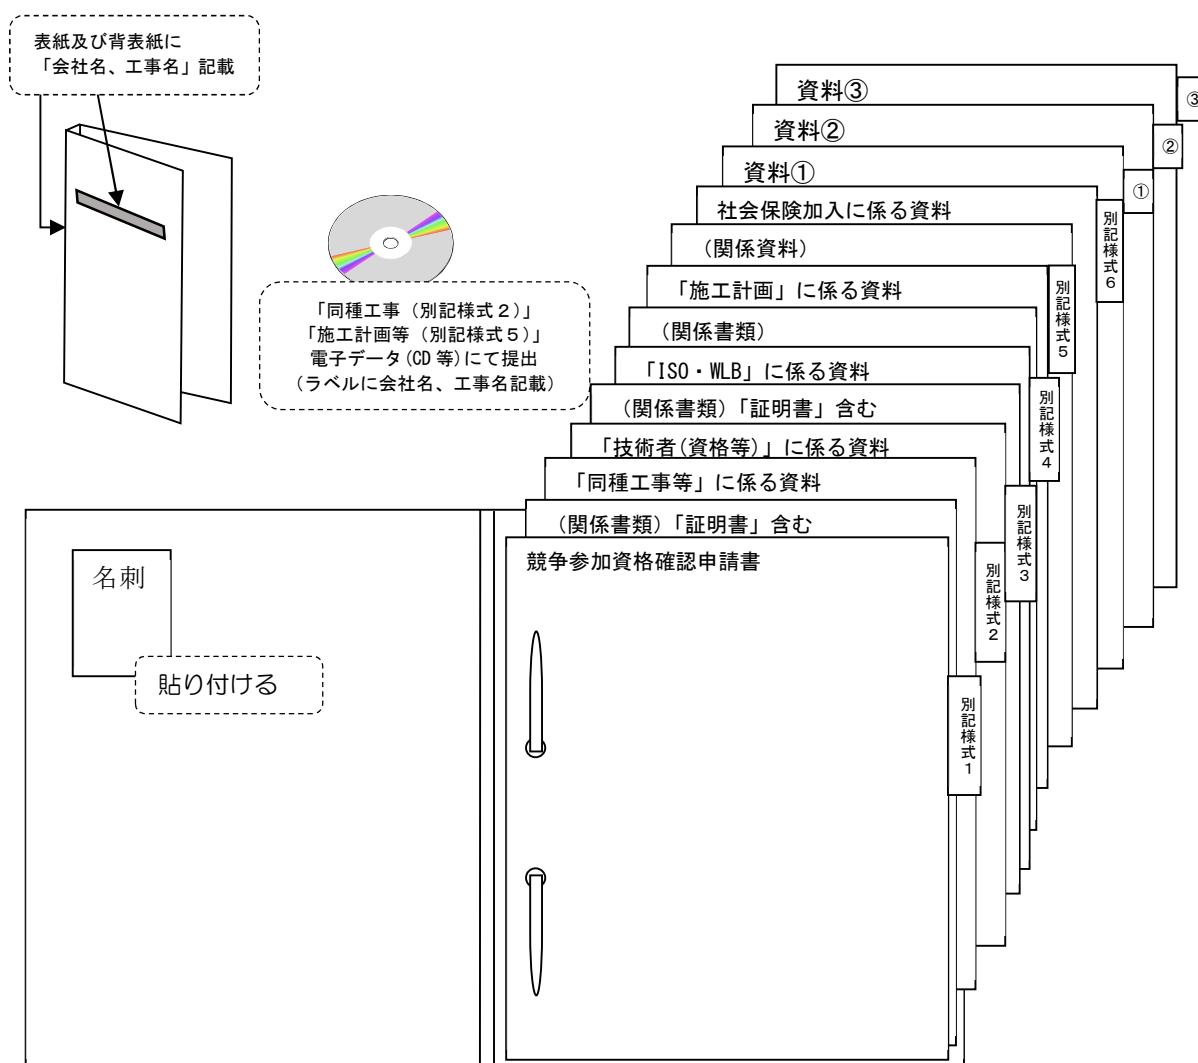 表紙及び背表紙に
「会社名、工事名」記載
「同種工事（別記様式２）」
「施工計画等（別記様式５）」
電子データ(CD 等)にて提出
（ラベルに会社名、工事名記載）
資料③
③
資料②
②
資料①
①
社会保険加入に係る資料
別記様式６
（関係資料）
「施工計画」に係る資料
別記様式５
（関係書類）
「ISO・WLB」に係る資料
別記様式４
（関係書類）「証明書」含む
「技術者(資格等)」に係る資料
別記様式３
「同種工事等」に係る資料
別記様式２
（関係書類）「証明書」含む
競争参加資格確認申請書
別記様式１
名刺
貼り付ける